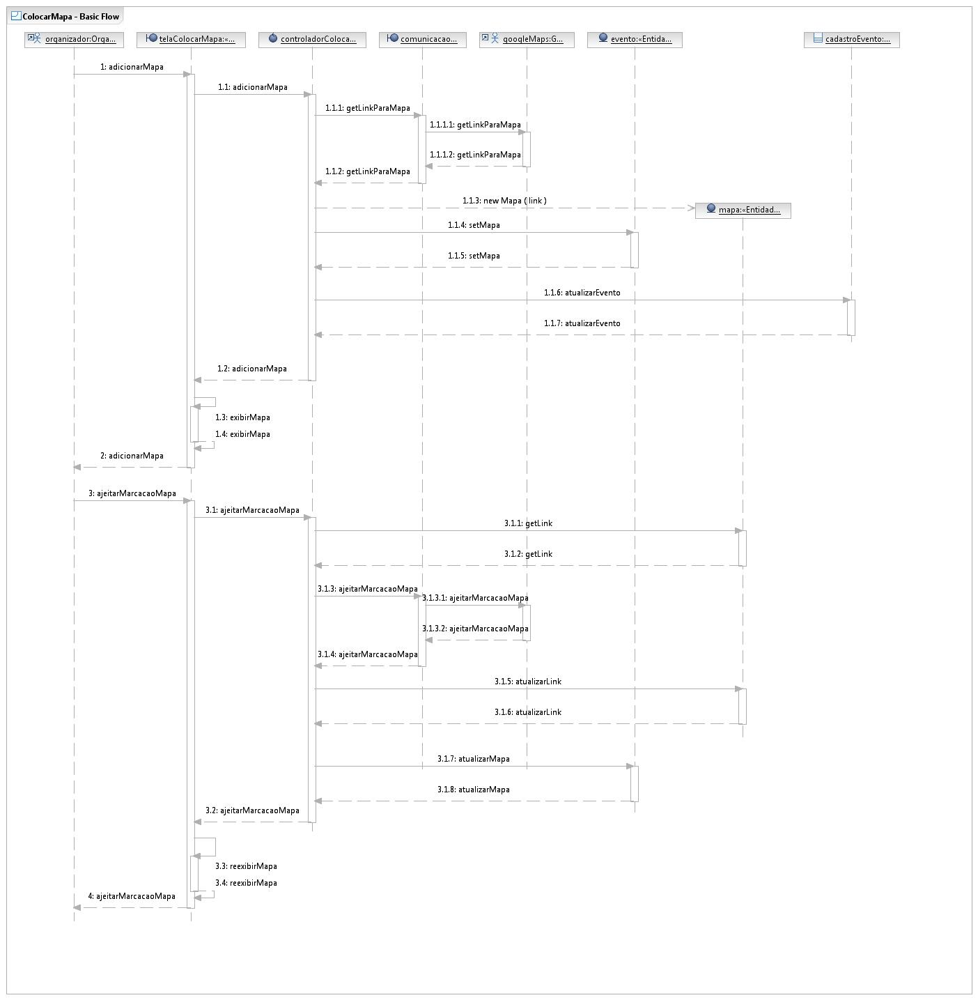 ColocarMapa - Basic Flow
organizador:Orga...
telaColocarMapa:«...
controladorColoca...
comunicacao...
googleMaps:G...
evento:«Entida...
cadastroEvento:...
1: adicionarMapa
1.1: adicionarMapa
1.1.1: getLinkParaMapa
1.1.1.1: getLinkParaMapa
1.1.1.2: getLinkParaMapa
1.1.2: getLinkParaMapa
1.1.3: new Mapa ( link )
mapa:«Entidad...
1.1.4: setMapa
1.1.5: setMapa
1.1.6: atualizarEvento
1.1.7: atualizarEvento
1.2: adicionarMapa
1.3: exibirMapa
1.4: exibirMapa
2: adicionarMapa
3: ajeitarMarcacaoMapa
3.1: ajeitarMarcacaoMapa
3.1.1: getLink
3.1.2: getLink
3.1.3: ajeitarMarcacaoMapa
3.1.3.1: ajeitarMarcacaoMapa
3.1.3.2: ajeitarMarcacaoMapa
3.1.4: ajeitarMarcacaoMapa
3.1.5: atualizarLink
3.1.6: atualizarLink
3.1.7: atualizarMapa
3.1.8: atualizarMapa
3.2: ajeitarMarcacaoMapa
3.3: reexibirMapa
3.4: reexibirMapa
4: ajeitarMarcacaoMapa